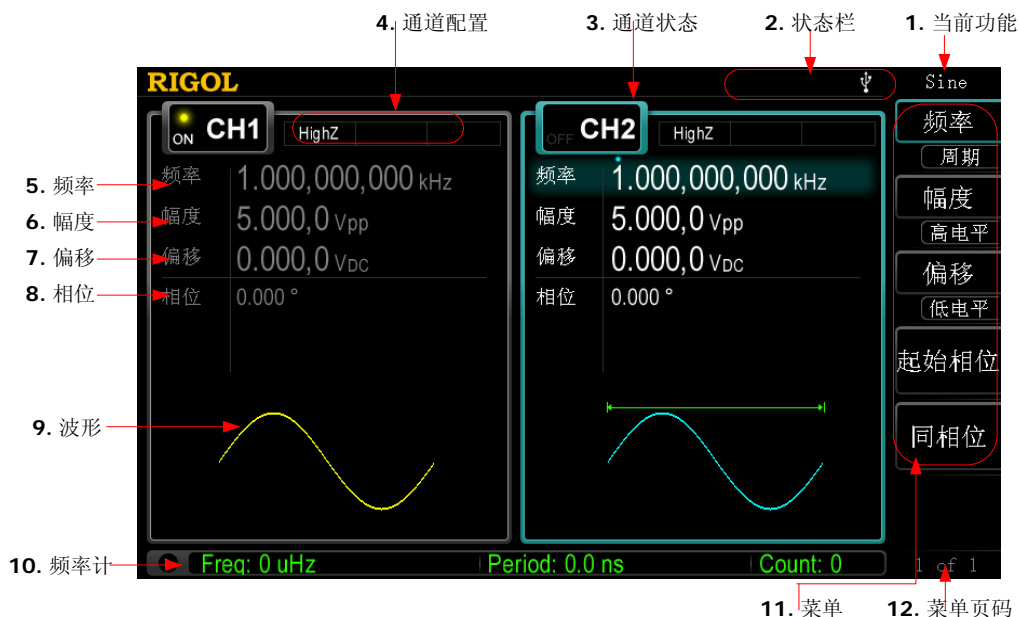 4. 通道配置 3. 通道状态 2. 状态栏 1. 当前功能
RIGOL Sine
ON CH1 HighZ
OFF CH2 HighZ
频率
周期
幅度
高电平
偏移
低电平
起始相位
同相位
5. 频率
6. 幅度
7. 偏移
8. 相位
频率 1.000,000,000 kHz
幅度 5.000,0 Vpp
偏移 0.000,0 VDC
相位 0.000 °
频率 1.000,000,000 kHz
幅度 5.000,0 Vpp
偏移 0.000,0 VDC
相位 0.000 °
9. 波形
10. 频率计
Freq: 0 uHz Period: 0.0 ns Count: 0 1 of 1
11. 菜单 12. 菜单页码